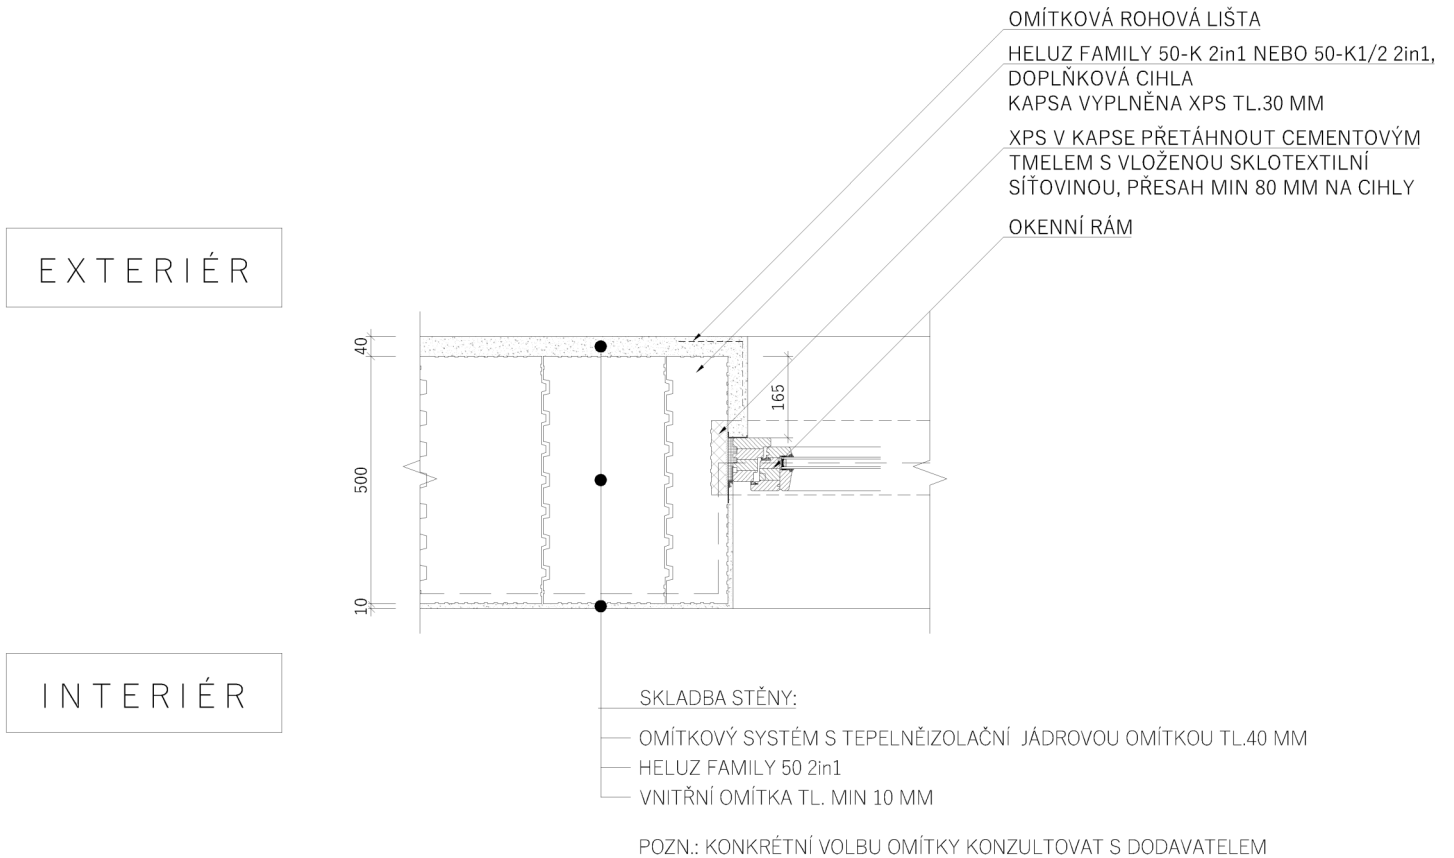 OMÍTKOVÁ ROHOVÁ LIŠTA
HELUZ FAMILY 50-K 2in1 NEBO 50-K1/2 2in1,
DOPLŇKOVÁ CIHLA
KAPSA VYPLNĚNA XPS TL.30 MM
XPS V KAPSE PŘETÁHNOUT CEMENTOVÝM
TMELEM S VLOŽENOU SKLOTEXTILNÍ
SÍŤOVINOU, PŘESAH MIN 80 MM NA CIHLY
OKENNÍ RÁM
EXTERIÉR
40
165
500
10
INTERIÉR
SKLADBA STĚNY:
OMÍTKOVÝ SYSTÉM S TEPELNĚIZOLAČNÍ JÁDROVOU OMÍTKOU TL.40 MM
HELUZ FAMILY 50 2in1
VNITŘNÍ OMÍTKA TL. MIN 10 MM
POZN.: KONKRÉTNÍ VOLBU OMÍTKY KONZULTOVAT S DODAVATELEM